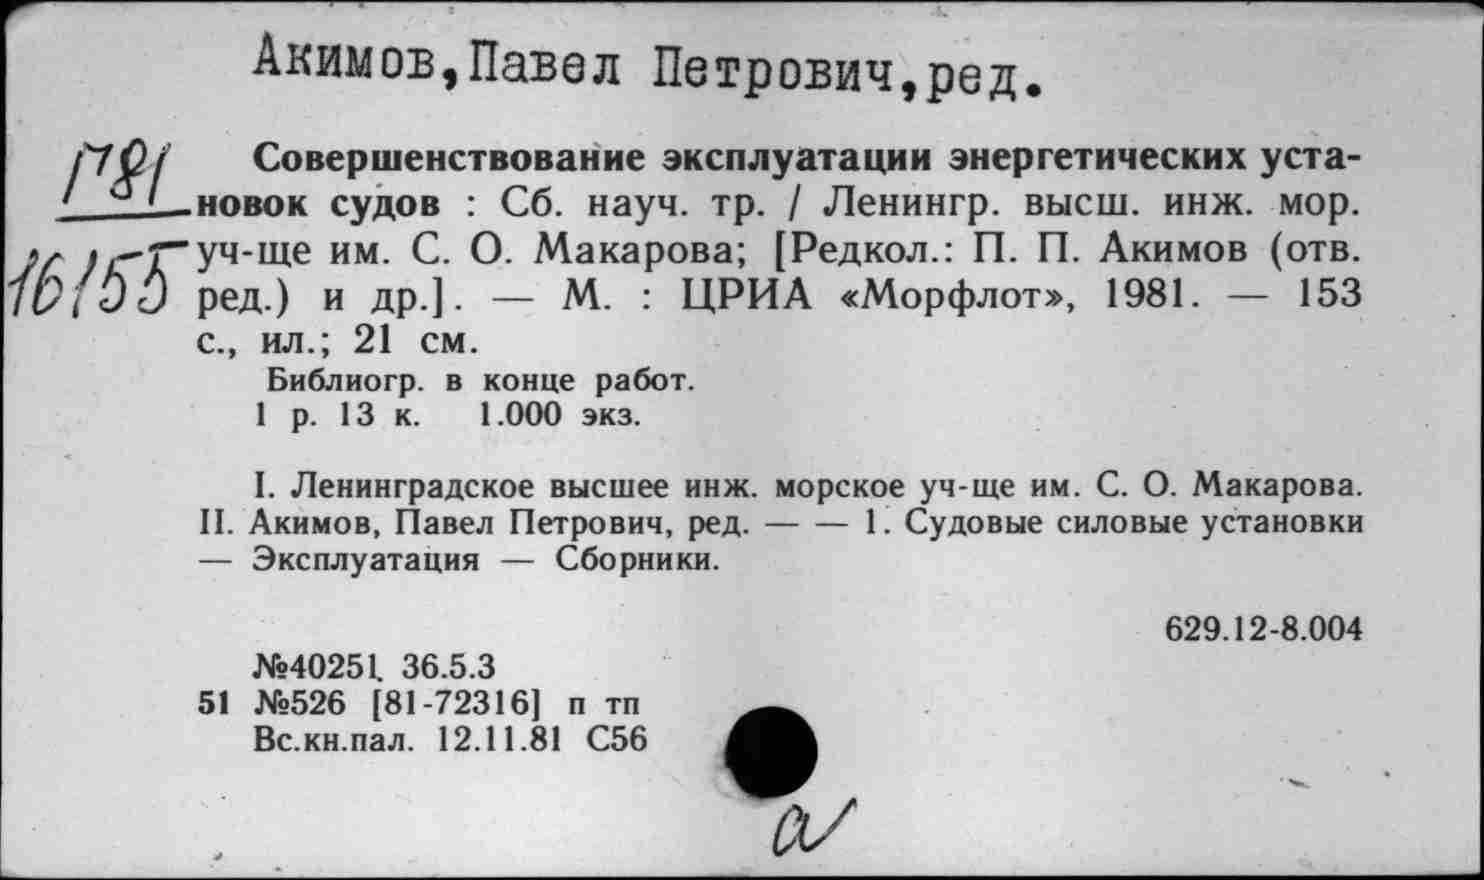 Акимов,Павел Петрович,ред.
П81
16155
Совершенствование эксплуатации энергетических уста-
новок судов : Сб. науч. тр. / Ленингр. высш. инж. мор.
уч-ще им. С. О. Макарова; [Редкол.: П. П. Акимов (отв.
ред.) и др.]. — М. : ЦРИА «Морфлот», 1981. — 153
с., ил.; 21 см.
Библиогр. в конце работ.
1 р. 13 к. 1.000 экз.
I. Ленинградское высшее инж. морское уч-ще им. С. О. Макарова.
II. Акимов, Павел Петрович, ред. — — 1. Судовые силовые установки
— Эксплуатация — Сборники.
629.12-8.004
№40251. 36.5.3
51 №526 [81-72316] п тп
Вс.кн.пал. 12.11.81 С56